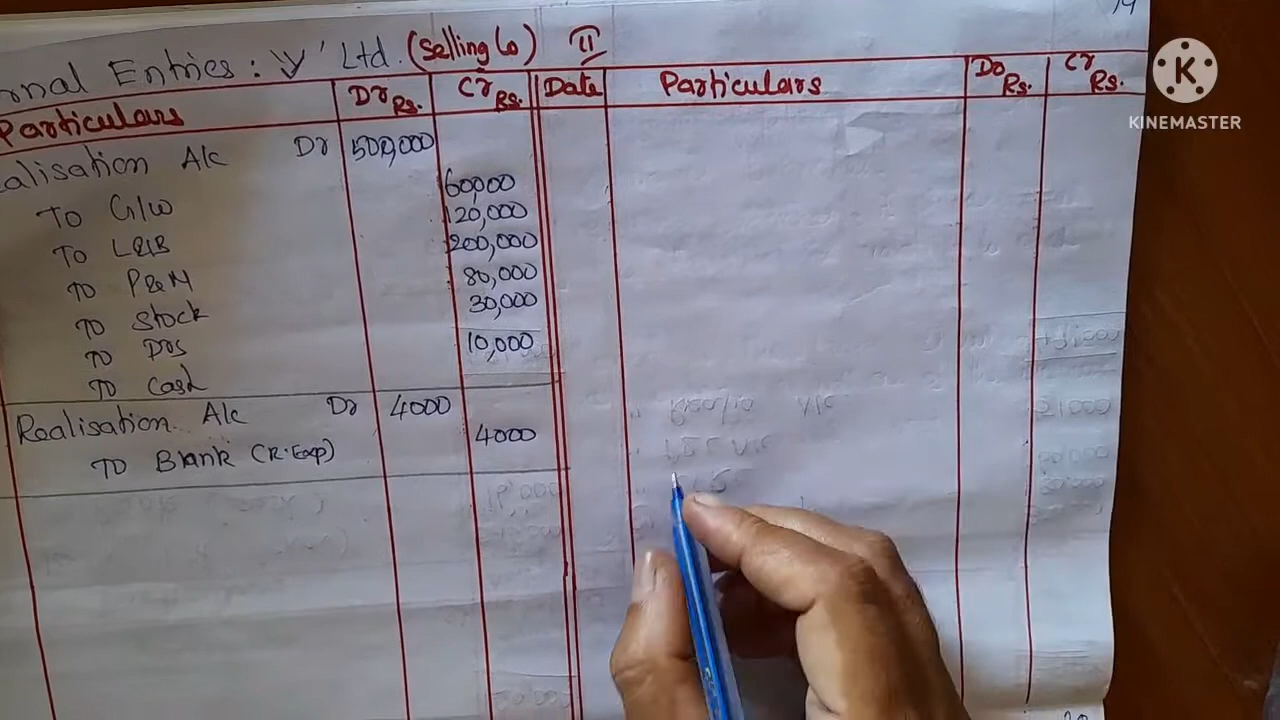 rnal Entries: 'Y' Ltd. (Selling Co) II
Particulars Dr Rs. Cr Rs. Date Particulars Dr Rs. Cr Rs.
alisation A/c Dr 500,000
To G/W 60,000
To L&B 120,000
To P&M 200,000
To Stock 80,000
To Drs 30,000
To Cash 10,000
Realisation A/c Dr 4000
To Bank (R.Exp) 4000
K
KINEMASTER